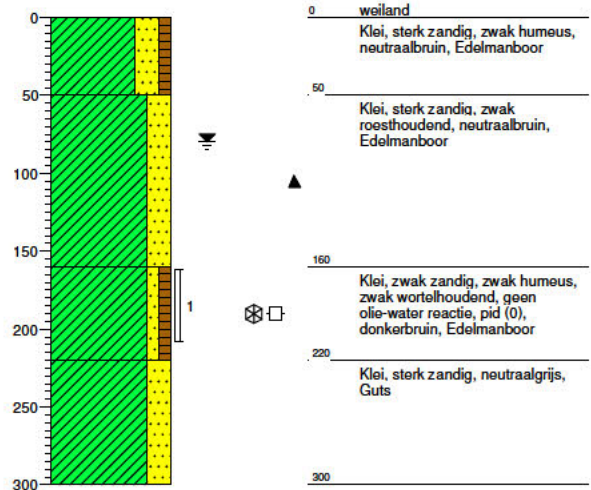 0
50
100
150
200
250
300
1
0
weiland
Klei, sterk zandig, zwak humeus,
neutraalbruin, Edelmanboor
50
Klei, sterk zandig, zwak
roesthoudend, neutraalbruin,
Edelmanboor
160
Klei, zwak zandig, zwak humeus,
zwak wortelhoudend, geen
olie-water reactie, pid (0),
donkerbruin, Edelmanboor
220
Klei, sterk zandig, neutraalgrijs,
Guts
300